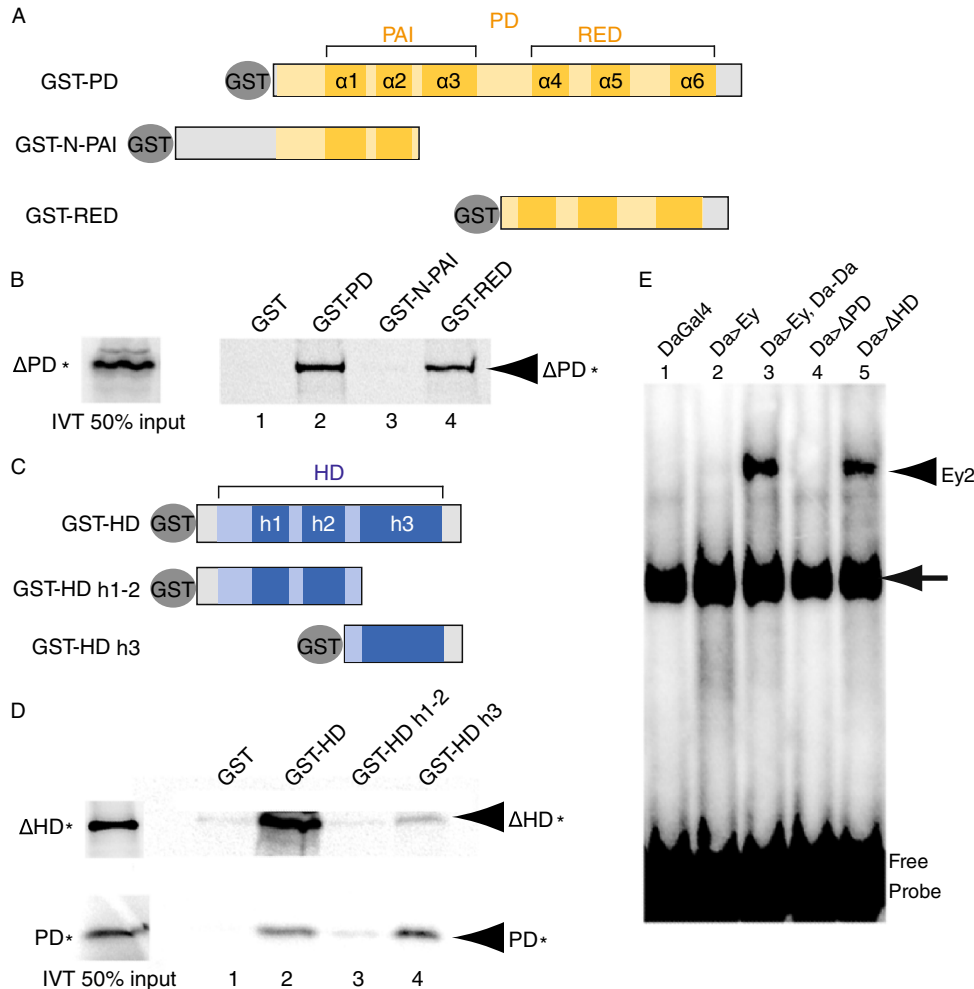 A
PD
PAI
RED
GST-PD
GST
α1
α2
α3
α4
α5
α6
GST-N-PAI
GST
GST-RED
GST
B
GST
GST-PD
GST-N-PAI
GST-RED
ΔPD *
ΔPD *
IVT 50% input
1
2
3
4
C
HD
GST-HD
GST
h1
h2
h3
GST-HD h1-2
GST
GST-HD h3
GST
D
GST
GST-HD
GST-HD h1-2
GST-HD h3
ΔHD*
ΔHD *
PD*
PD*
IVT 50% input
1
2
3
4
E
DaGal4
Da>Ey
Da>Ey, Da-Da
Da>ΔPD
Da>ΔHD
1
2
3
4
5
Ey2
Free
Probe